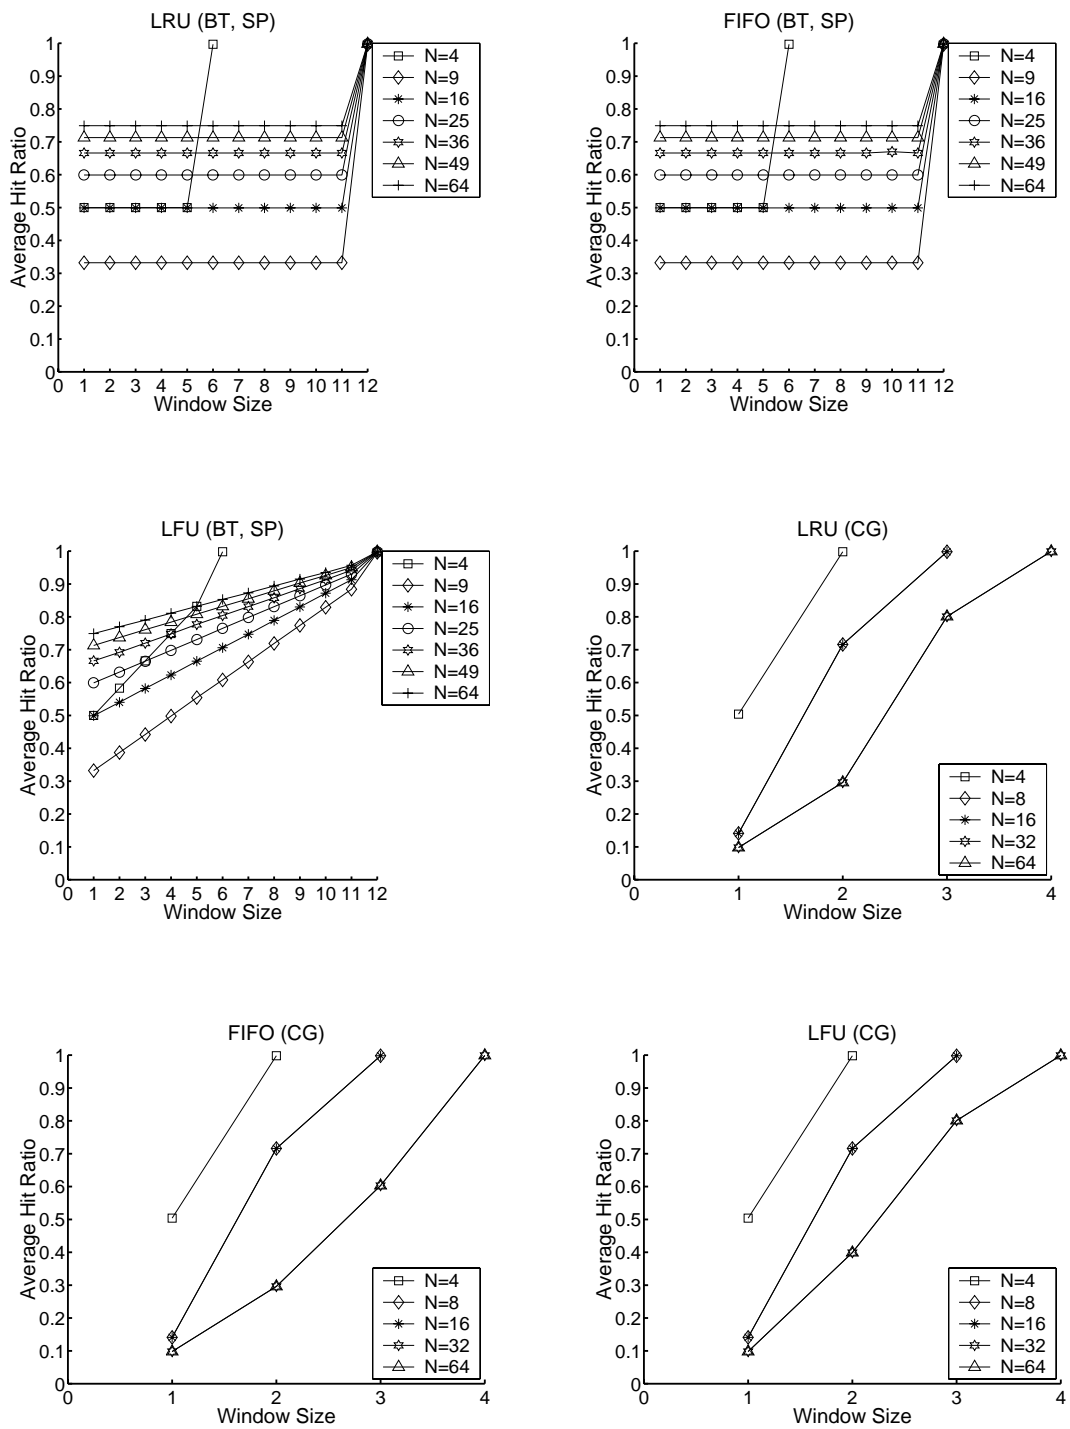 LRU (BT, SP)
1
0.9
0.8
0.7
0.6
0.5
0.4
0.3
0.2
0.1
0
Average Hit Ratio
0 1 2 3 4 5 6 7 8 9 10 11 12
Window Size
N=4
N=9
N=16
N=25
N=36
N=49
N=64
FIFO (BT, SP)
1
0.9
0.8
0.7
0.6
0.5
0.4
0.3
0.2
0.1
0
Average Hit Ratio
0 1 2 3 4 5 6 7 8 9 10 11 12
Window Size
N=4
N=9
N=16
N=25
N=36
N=49
N=64
LFU (BT, SP)
1
0.9
0.8
0.7
0.6
0.5
0.4
0.3
0.2
0.1
0
Average Hit Ratio
0 1 2 3 4 5 6 7 8 9 10 11 12
Window Size
N=4
N=9
N=16
N=25
N=36
N=49
N=64
LRU (CG)
1
0.9
0.8
0.7
0.6
0.5
0.4
0.3
0.2
0.1
0
Average Hit Ratio
0 1 2 3 4
Window Size
N=4
N=8
N=16
N=32
N=64
FIFO (CG)
1
0.9
0.8
0.7
0.6
0.5
0.4
0.3
0.2
0.1
0
Average Hit Ratio
0 1 2 3 4
Window Size
N=4
N=8
N=16
N=32
N=64
LFU (CG)
1
0.9
0.8
0.7
0.6
0.5
0.4
0.3
0.2
0.1
0
Average Hit Ratio
0 1 2 3 4
Window Size
N=4
N=8
N=16
N=32
N=64